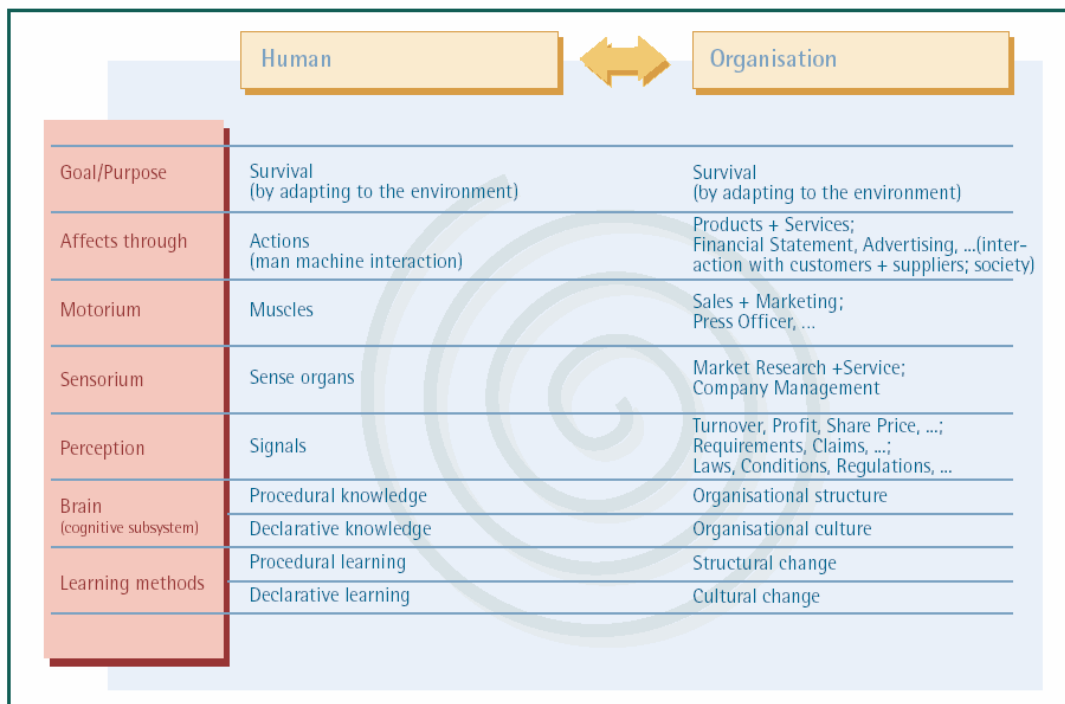 Human
Organisation
Goal/Purpose
Survival
(by adapting to the environment)
Survival
(by adapting to the environment)
Affects through
Actions
(man machine interaction)
Products + Services;
Financial Statement, Advertising, ...(inter-
action with customers + suppliers; society)
Motorium
Muscles
Sales + Marketing;
Press Officer, ...
Sensorium
Sense organs
Market Research +Service;
Company Management
Perception
Signals
Turnover, Profit, Share Price, ...;
Requirements, Claims, ...;
Laws, Conditions, Regulations, ...
Brain
(cognitive subsystem)
Procedural knowledge
Organisational structure
Declarative knowledge
Organisational culture
Learning methods
Procedural learning
Structural change
Declarative learning
Cultural change